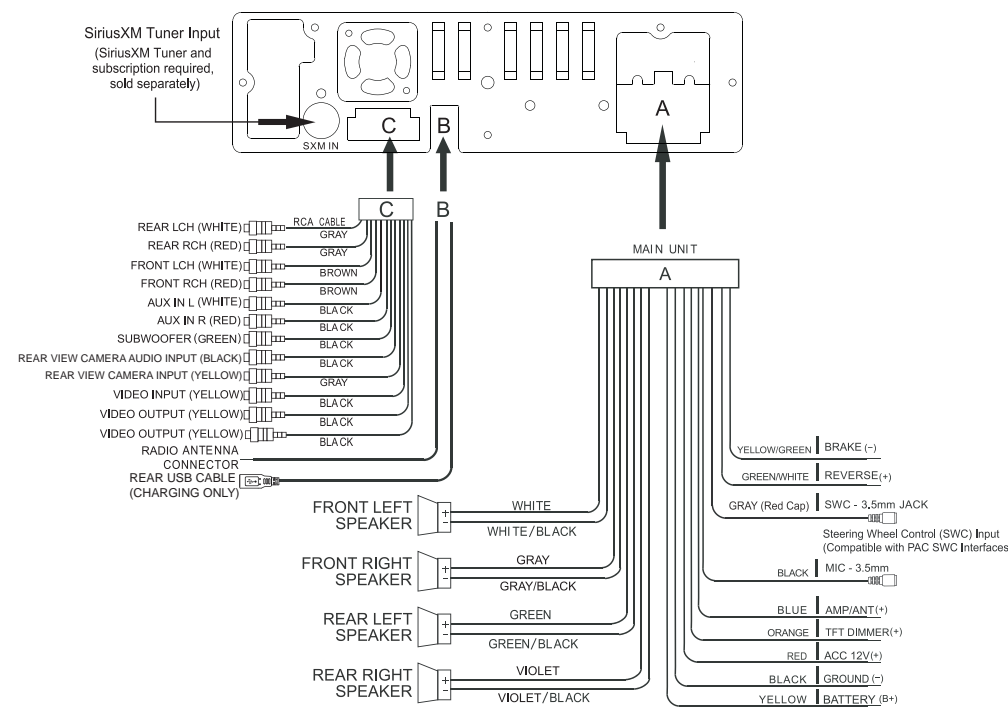 SiriusXM Tuner Input
(SiriusXM Tuner and
subscription required,
sold separately)
SXM IN
C
B
A
C
B
RCA CABLE
REAR LCH (WHITE)
GRAY
REAR RCH (RED)
GRAY
FRONT LCH (WHITE)
BROWN
FRONT RCH (RED)
BROWN
AUX IN L (WHITE)
BLACK
AUX IN R (RED)
BLACK
SUBWOOFER (GREEN)
BLACK
REAR VIEW CAMERA AUDIO INPUT (BLACK)
BLACK
REAR VIEW CAMERA INPUT (YELLOW)
GRAY
VIDEO INPUT (YELLOW)
BLACK
VIDEO OUTPUT (YELLOW)
BLACK
VIDEO OUTPUT (YELLOW)
BLACK
RADIO ANTENNA
CONNECTOR
REAR USB CABLE
(CHARGING ONLY)
MAIN UNIT
A
FRONT LEFT
SPEAKER
+
−
WHITE
WHITE/BLACK
FRONT RIGHT
SPEAKER
+
−
GRAY
GRAY/BLACK
REAR LEFT
SPEAKER
+
−
GREEN
GREEN/BLACK
REAR RIGHT
SPEAKER
+
−
VIOLET
VIOLET/BLACK
YELLOW/GREEN BRAKE (−)
GREEN/WHITE REVERSE(+)
GRAY (Red Cap) SWC - 3.5mm JACK
Steering Wheel Control (SWC) Input
(Compatible with PAC SWC Interfaces
BLACK MIC - 3.5mm
BLUE AMP/ANT(+)
ORANGE TFT DIMMER(+)
RED ACC 12V(+)
BLACK GROUND (−)
YELLOW BATTERY (B+)